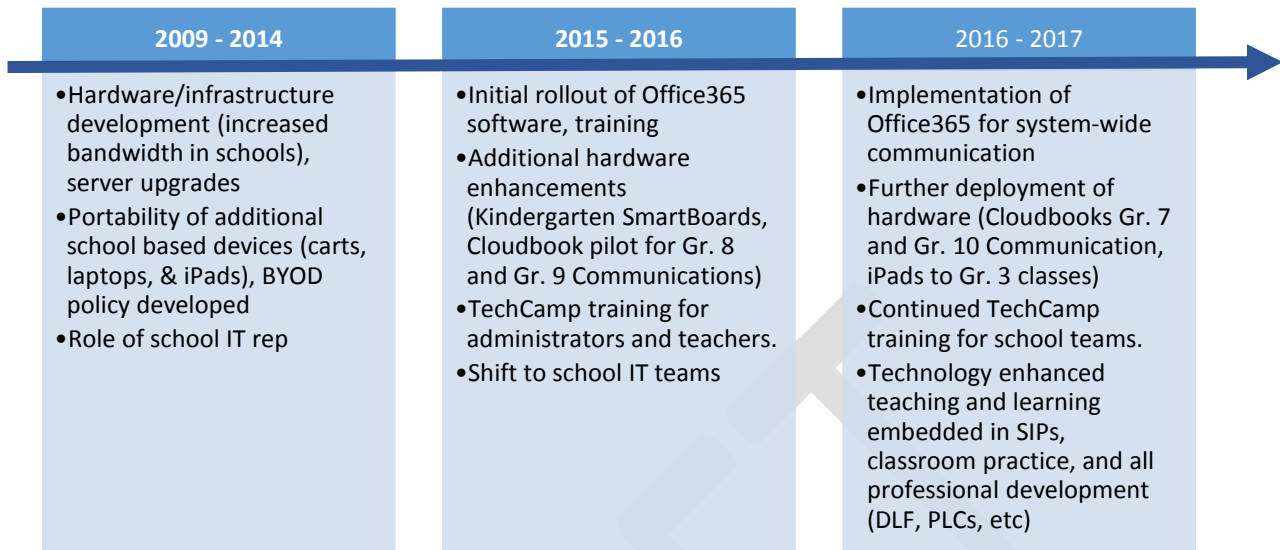 2009 - 2014
•Hardware/infrastructure
development (increased
bandwidth in schools),
server upgrades
•Portability of additional
school based devices (carts,
laptops, & iPads), BYOD
policy developed
•Role of school IT rep
2015 - 2016
•Initial rollout of Office365
software, training
•Additional hardware
enhancements
(Kindergarten SmartBoards,
Cloudbook pilot for Gr. 8
and Gr. 9 Communications)
•TechCamp training for
administrators and teachers.
•Shift to school IT teams
2016 - 2017
•Implementation of
Office365 for system-wide
communication
•Further deployment of
hardware (Cloudbooks Gr. 7
and Gr. 10 Communication,
iPads to Gr. 3 classes)
•Continued TechCamp
training for school teams.
•Technology enhanced
teaching and learning
embedded in SIPs,
classroom practice, and all
professional development
(DLF, PLCs, etc)